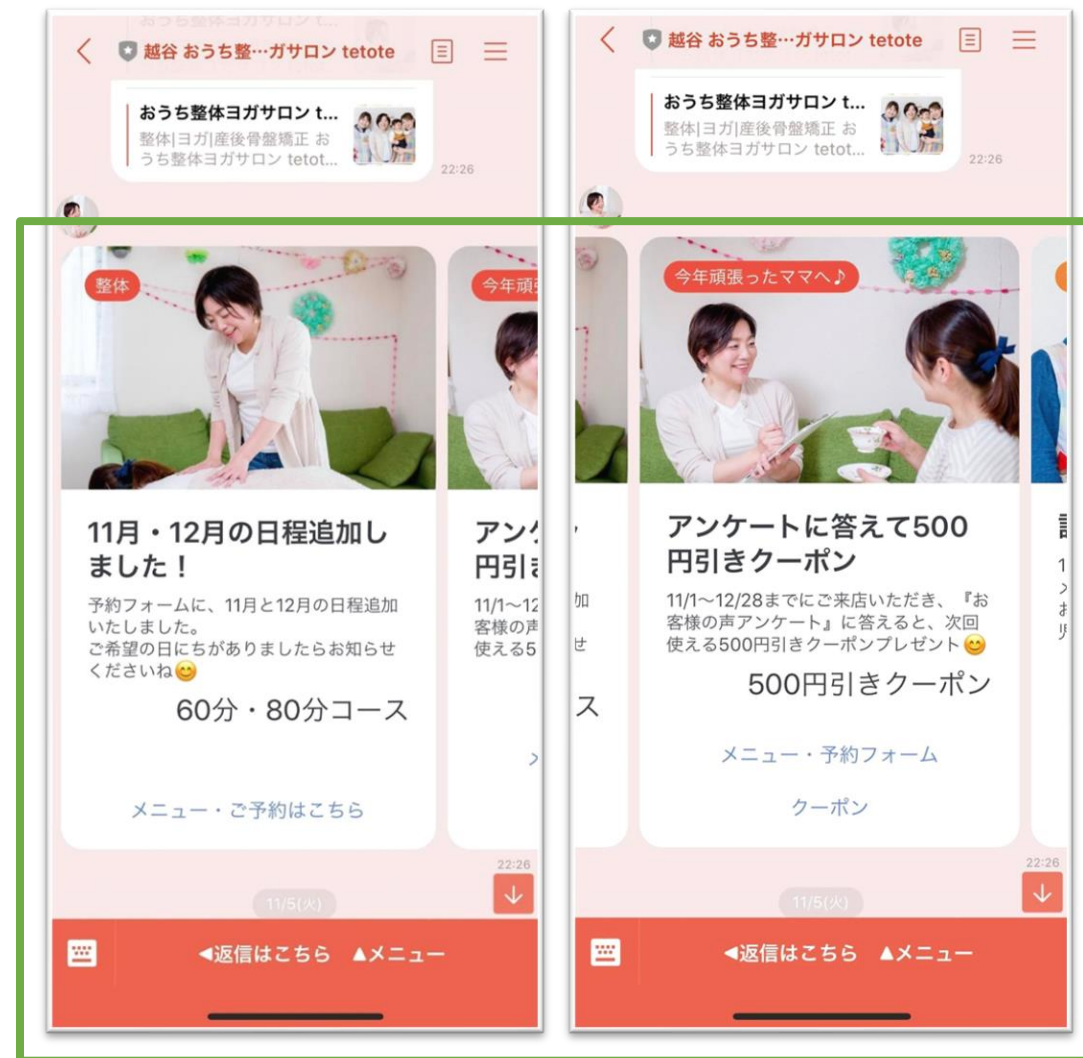 越谷 おうち整…ガサロン tetote
おうち整体ヨガサロン t...
整体|ヨガ|産後骨盤矯正 お
うち整体ヨガサロン tetot...
22:26
整体
今年頑
11月・12月の日程追加し
ました！
予約フォームに、11月と12月の日程追加
いたしました。
ご希望の日にちがありましたらお知らせ
くださいね😊
60分・80分コース
メニュー・ご予約はこちら
アン
円引き
11/1〜12
客様の声
使える5
22:26
11/5(火)
◀返信はこちら ▲メニュー
越谷 おうち整…ガサロン tetote
おうち整体ヨガサロン t...
整体|ヨガ|産後骨盤矯正 お
うち整体ヨガサロン tetot...
22:26
加
せ
ス
今年頑張ったママへ♪
アンケートに答えて500
円引きクーポン
11/1〜12/28までにご来店いただき、『お
客様の声アンケート』に答えると、次回
使える500円引きクーポンプレゼント😊
500円引きクーポン
メニュー・予約フォーム
クーポン
22:26
11/5(火)
◀返信はこちら ▲メニュー